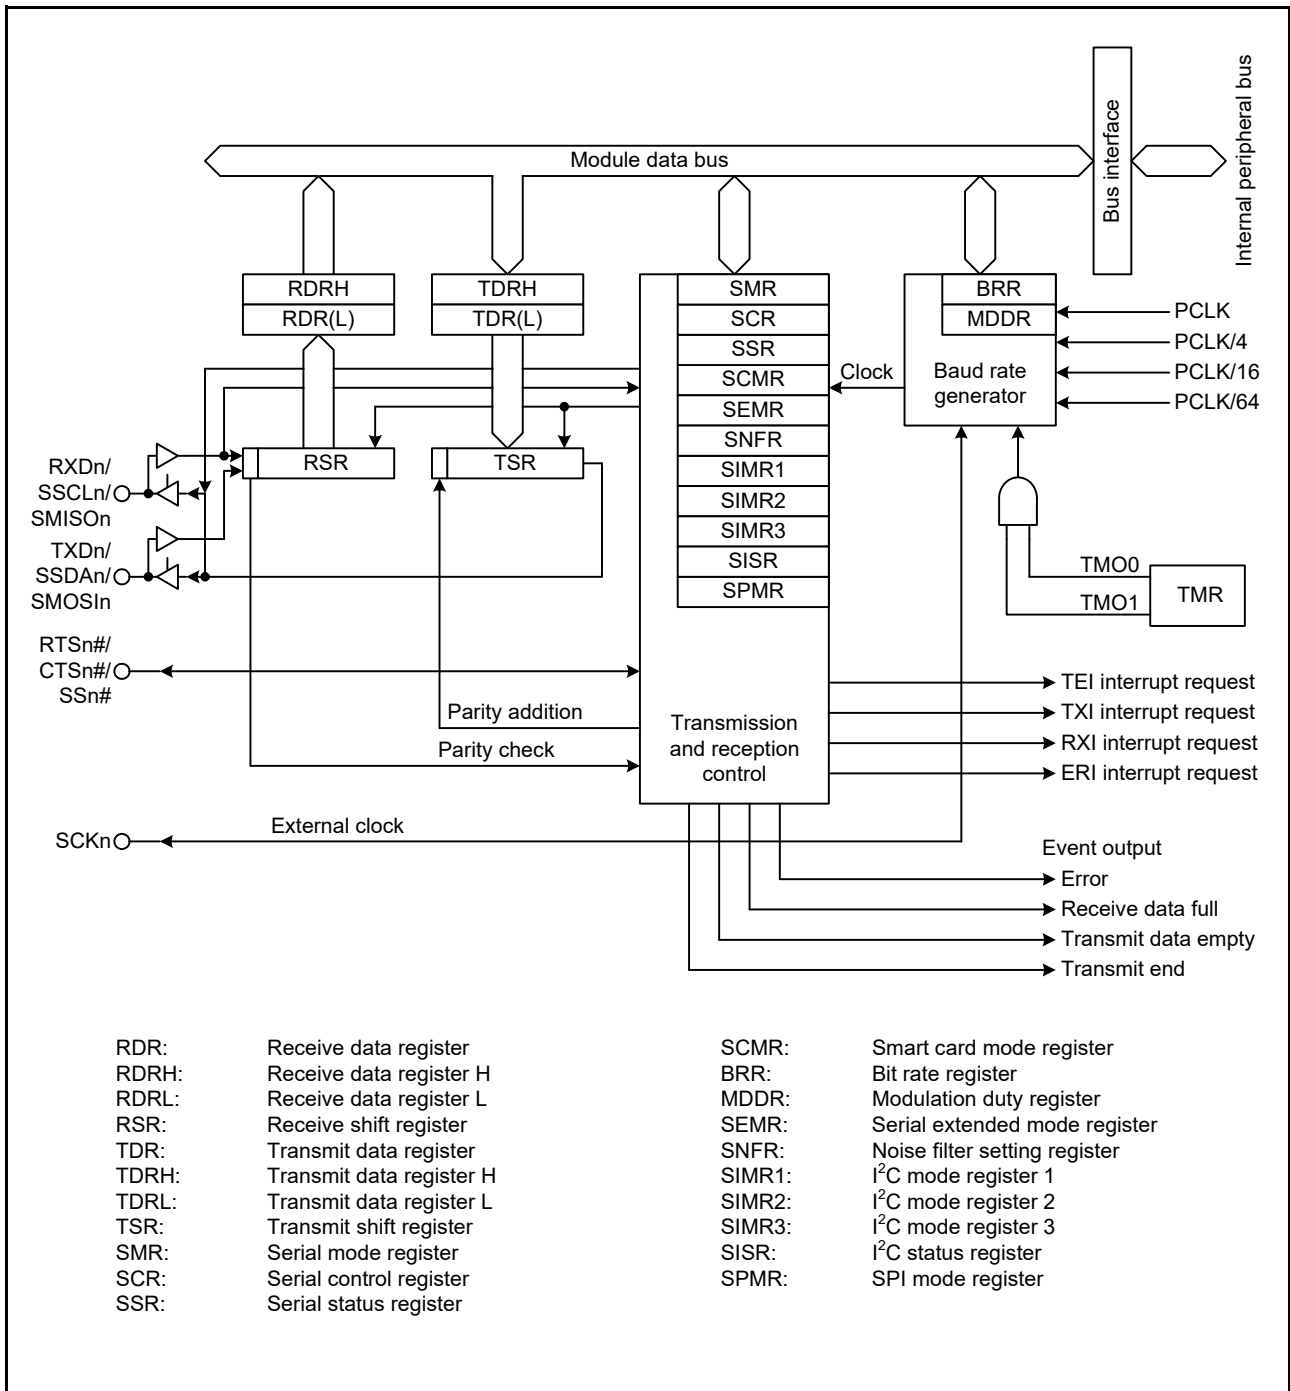 Module data bus
Bus interface
Internal peripheral bus
RDRH
RDR(L)
TDRH
TDR(L)
SMR
SCR
SSR
SCMR
SEMR
SNFR
SIMR1
SIMR2
SIMR3
SISR
SPMR
BRR
MDDR
Baud rate
generator
PCLK
PCLK/4
PCLK/16
PCLK/64
Clock
RSR
TSR
RXDn/
SSCLn/
SMISOn
TXDn/
SSDAn/
SMOSIn
RTSn#/
CTSn#/
SSn#
TMO0
TMO1
TMR
Parity addition
Parity check
Transmission
and reception
control
TEI interrupt request
TXI interrupt request
RXI interrupt request
ERI interrupt request
SCKn
External clock
Event output
Error
Receive data full
Transmit data empty
Transmit end
RDR: Receive data register
RDRH: Receive data register H
RDRL: Receive data register L
RSR: Receive shift register
TDR: Transmit data register
TDRH: Transmit data register H
TDRL: Transmit data register L
TSR: Transmit shift register
SMR: Serial mode register
SCR: Serial control register
SSR: Serial status register
SCMR: Smart card mode register
BRR: Bit rate register
MDDR: Modulation duty register
SEMR: Serial extended mode register
SNFR: Noise filter setting register
SIMR1: I²C mode register 1
SIMR2: I²C mode register 2
SIMR3: I²C mode register 3
SISR: I²C status register
SPMR: SPI mode register